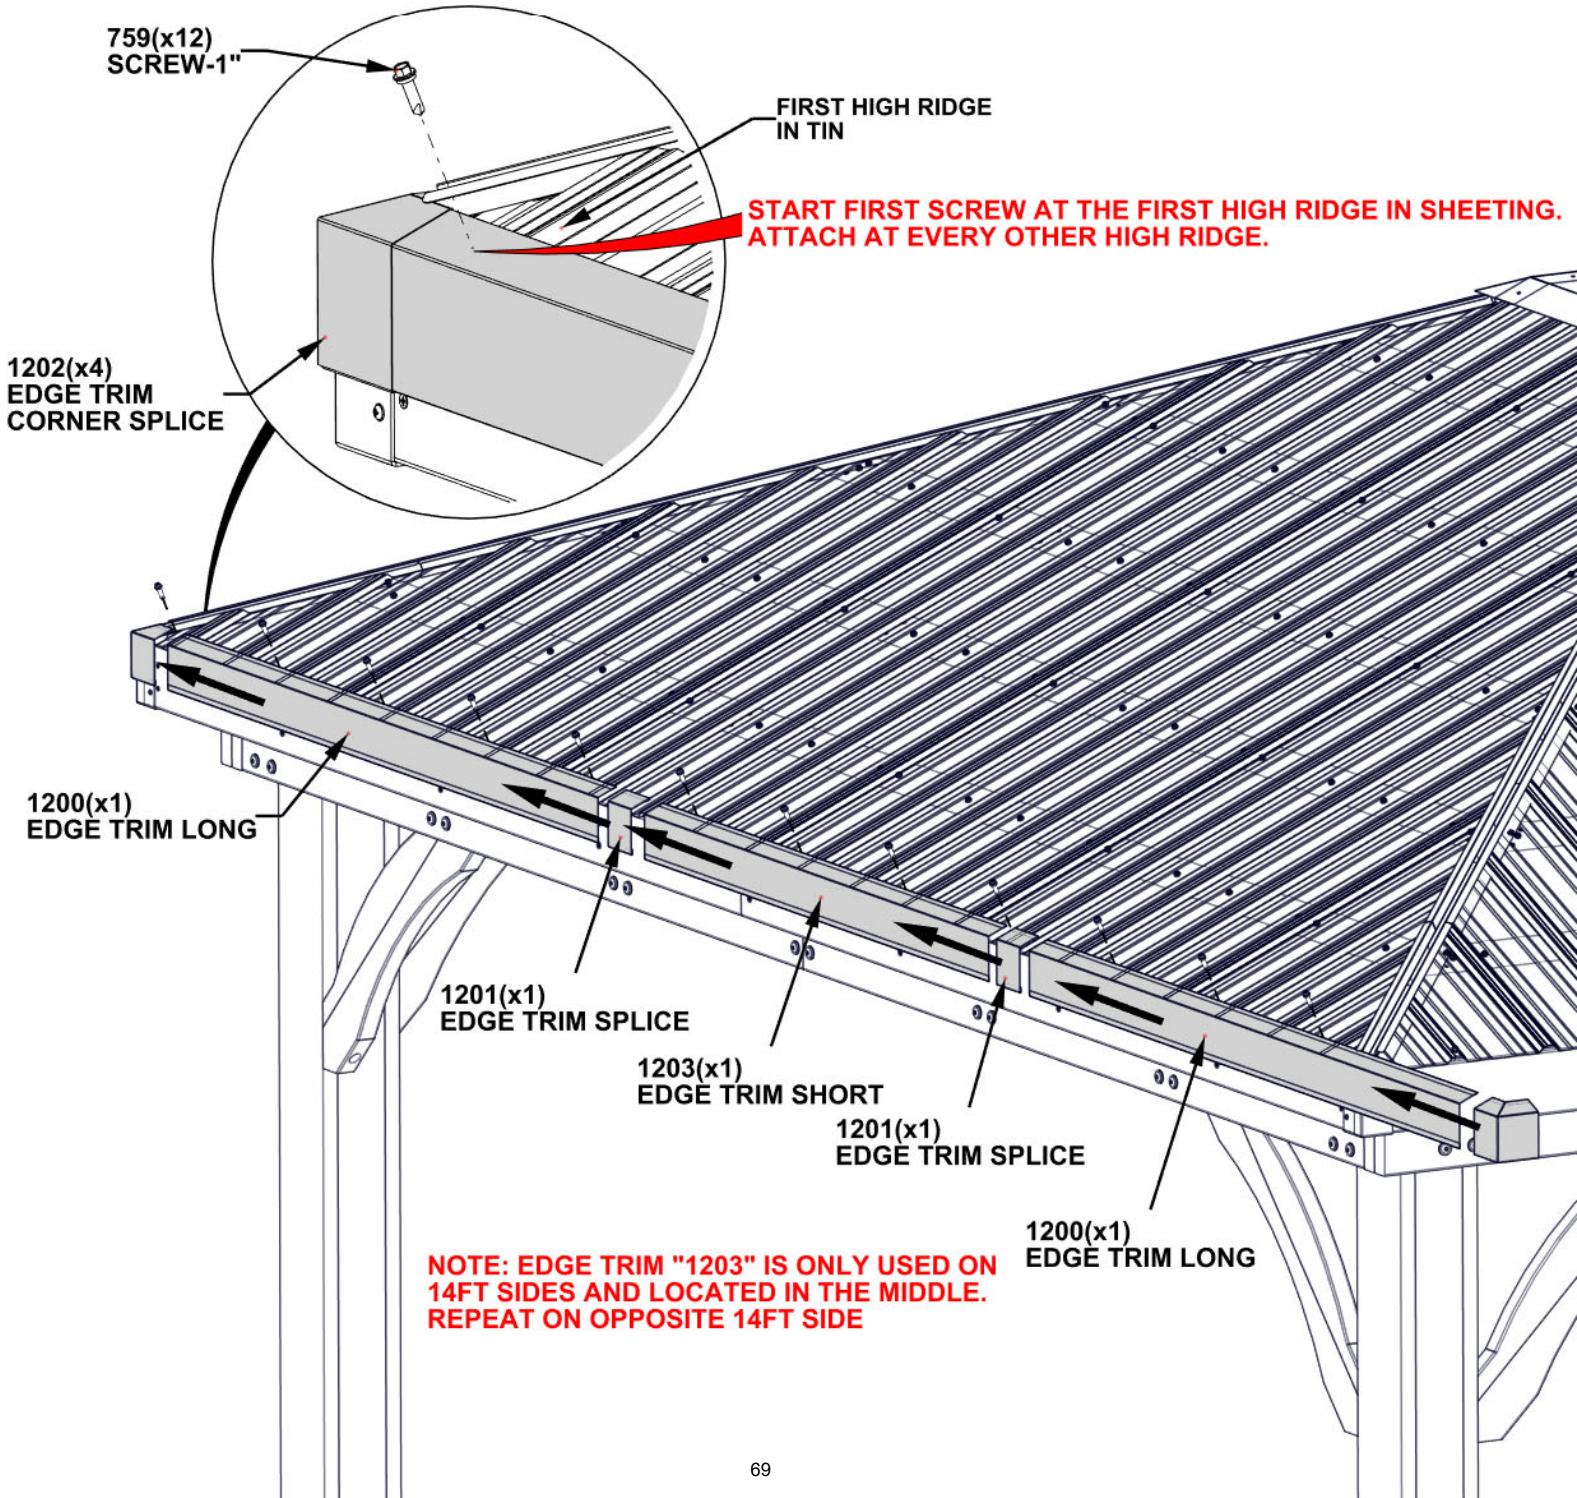 759(x12)
SCREW-1"
FIRST HIGH RIDGE
IN TIN
START FIRST SCREW AT THE FIRST HIGH RIDGE IN SHEETING.
ATTACH AT EVERY OTHER HIGH RIDGE.
1202(x4)
EDGE TRIM
CORNER SPLICE
1200(x1)
EDGE TRIM LONG
1201(x1)
EDGE TRIM SPLICE
1203(x1)
EDGE TRIM SHORT
1201(x1)
EDGE TRIM SPLICE
1200(x1)
EDGE TRIM LONG
NOTE: EDGE TRIM "1203" IS ONLY USED ON
14FT SIDES AND LOCATED IN THE MIDDLE.
REPEAT ON OPPOSITE 14FT SIDE
69